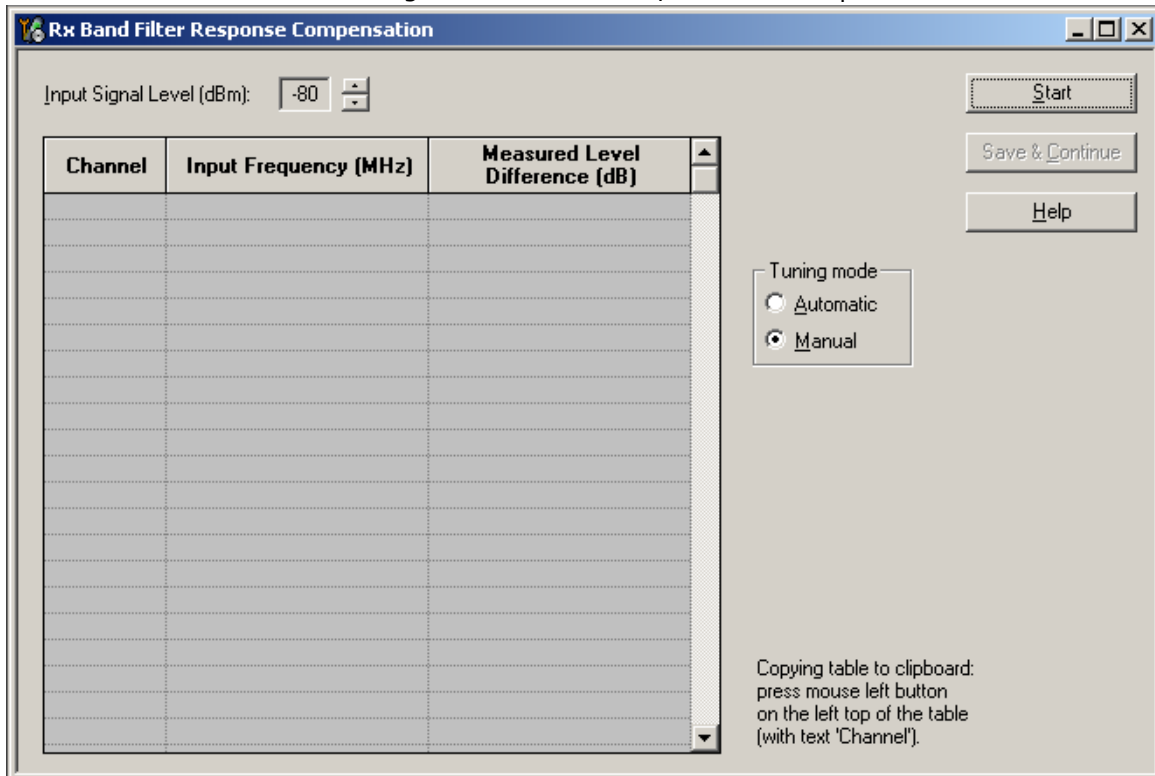 Rx Band Filter Response Compensation
Input Signal Level (dBm): -80
Start
Save & Continue
Help
Channel
Input Frequency (MHz)
Measured Level
Difference (dB)
Tuning mode
Automatic
Manual
Copying table to clipboard:
press mouse left button
on the left top of the table
(with text 'Channel').